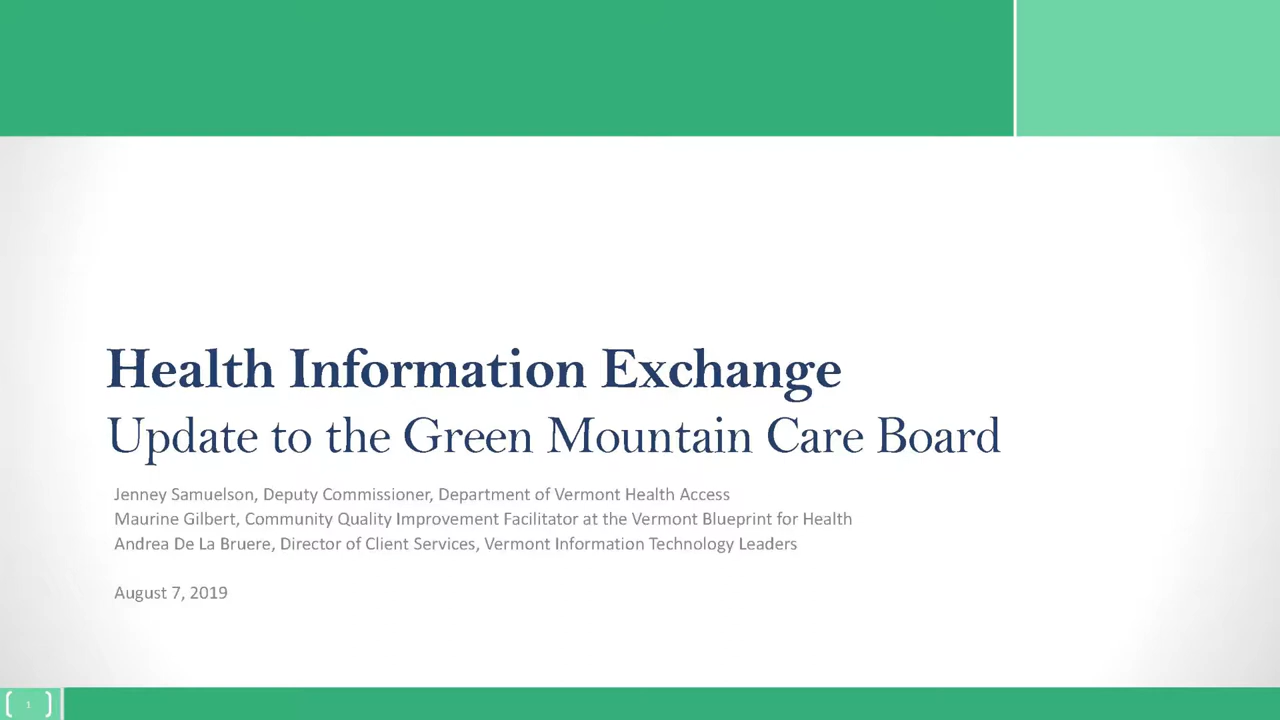 Health Information Exchange
Update to the Green Mountain Care Board
Jenney Samuelson, Deputy Commissioner, Department of Vermont Health Access
Maurine Gilbert, Community Quality Improvement Facilitator at the Vermont Blueprint for Health
Andrea De La Bruere, Director of Client Services, Vermont Information Technology Leaders
August 7, 2019
1